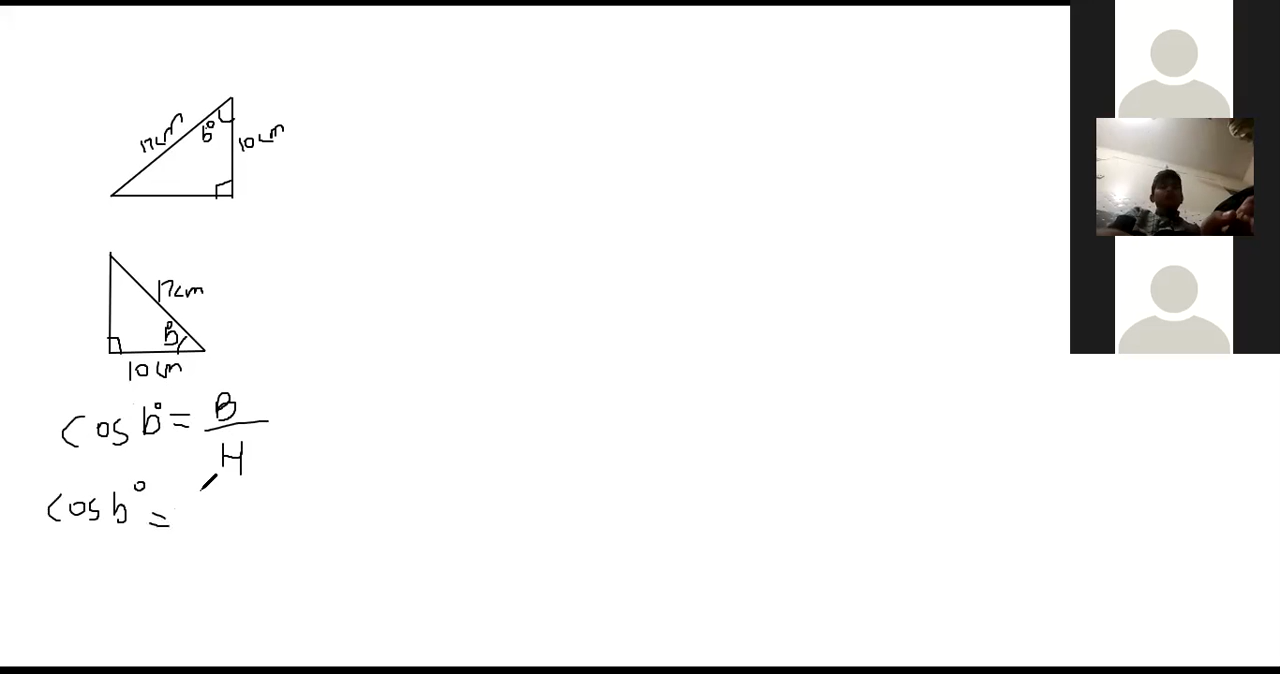 17cm
b°
10cm
17cm
b°
10cm
cos b° = B/H
cos b° =